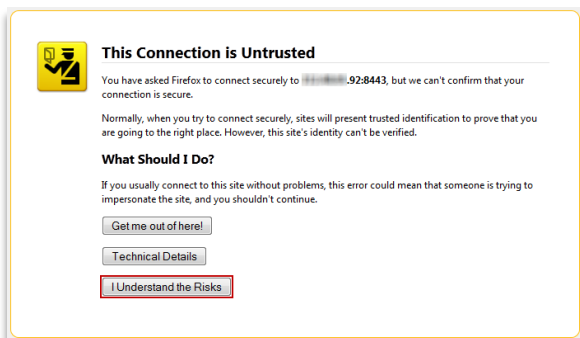 This Connection is Untrusted
You have asked Firefox to connect securely to .92:8443, but we can't confirm that your
connection is secure.
Normally, when you try to connect securely, sites will present trusted identification to prove that you
are going to the right place. However, this site's identity can't be verified.
What Should I Do?
If you usually connect to this site without problems, this error could mean that someone is trying to
impersonate the site, and you shouldn't continue.
Get me out of here!
Technical Details
I Understand the Risks